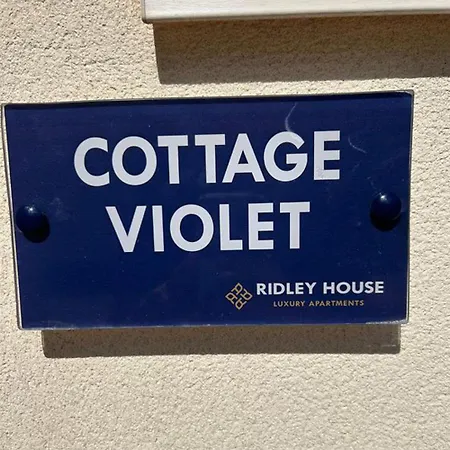 COTTAGE
VIOLET
RIDLEY HOUSE
LUXURY APARTMENTS